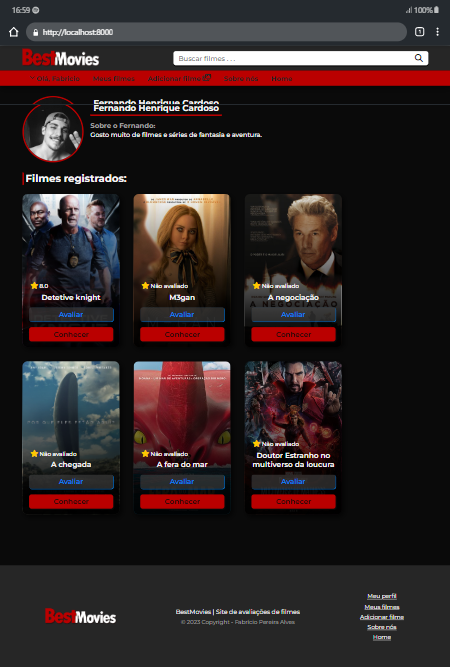 16:59
100%
http://localhost:8000
1
BestMovies
Buscar filmes . . .
Olá, Fabrício Meus filmes Adicionar filme Sobre nós Home
Fernando Henrique Cardoso
Fernando Henrique Cardoso
Sobre o Fernando:
Gosto muito de filmes e séries de fantasia e aventura.
Filmes registrados:
8.0
Detetive knight
Avaliar
Conhecer
Não avaliado
M3gan
Avaliar
Conhecer
Não avaliado
A negociação
A NEGOCIAÇÃO
Avaliar
Conhecer
Não avaliado
A chegada
Avaliar
Conhecer
Não avaliado
A fera do mar
Avaliar
Conhecer
Não avaliado
Doutor Estranho no
multiverso da loucura
Avaliar
Conhecer
BestMovies
BestMovies | Site de avaliações de filmes
© 2023 Copyright - Fabrício Pereira Alves
Meu perfil
Meus filmes
Adicionar filme
Sobre nós
Home